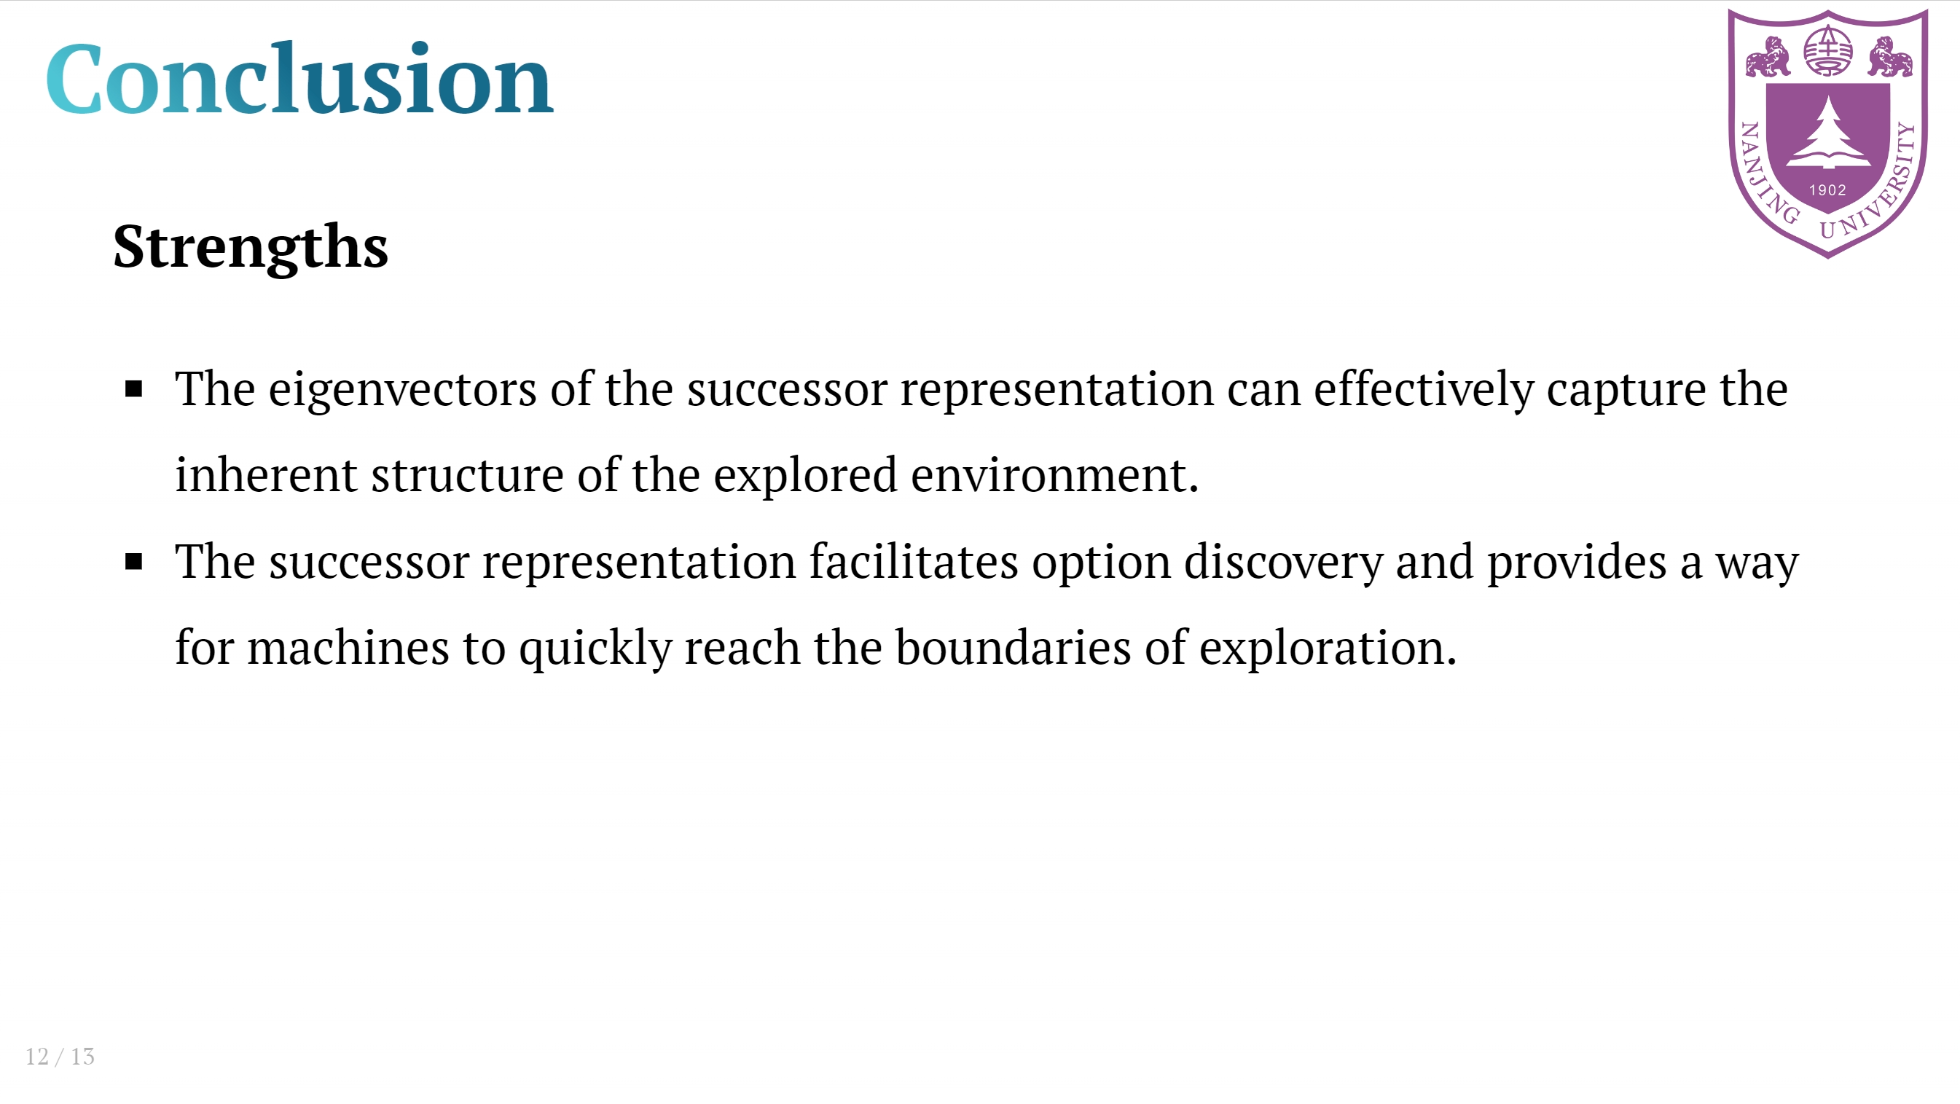 Conclusion
NANJING UNIVERSITY
1902
Strengths
▪ The eigenvectors of the successor representation can effectively capture the
inherent structure of the explored environment.
▪ The successor representation facilitates option discovery and provides a way
for machines to quickly reach the boundaries of exploration.
12 / 13